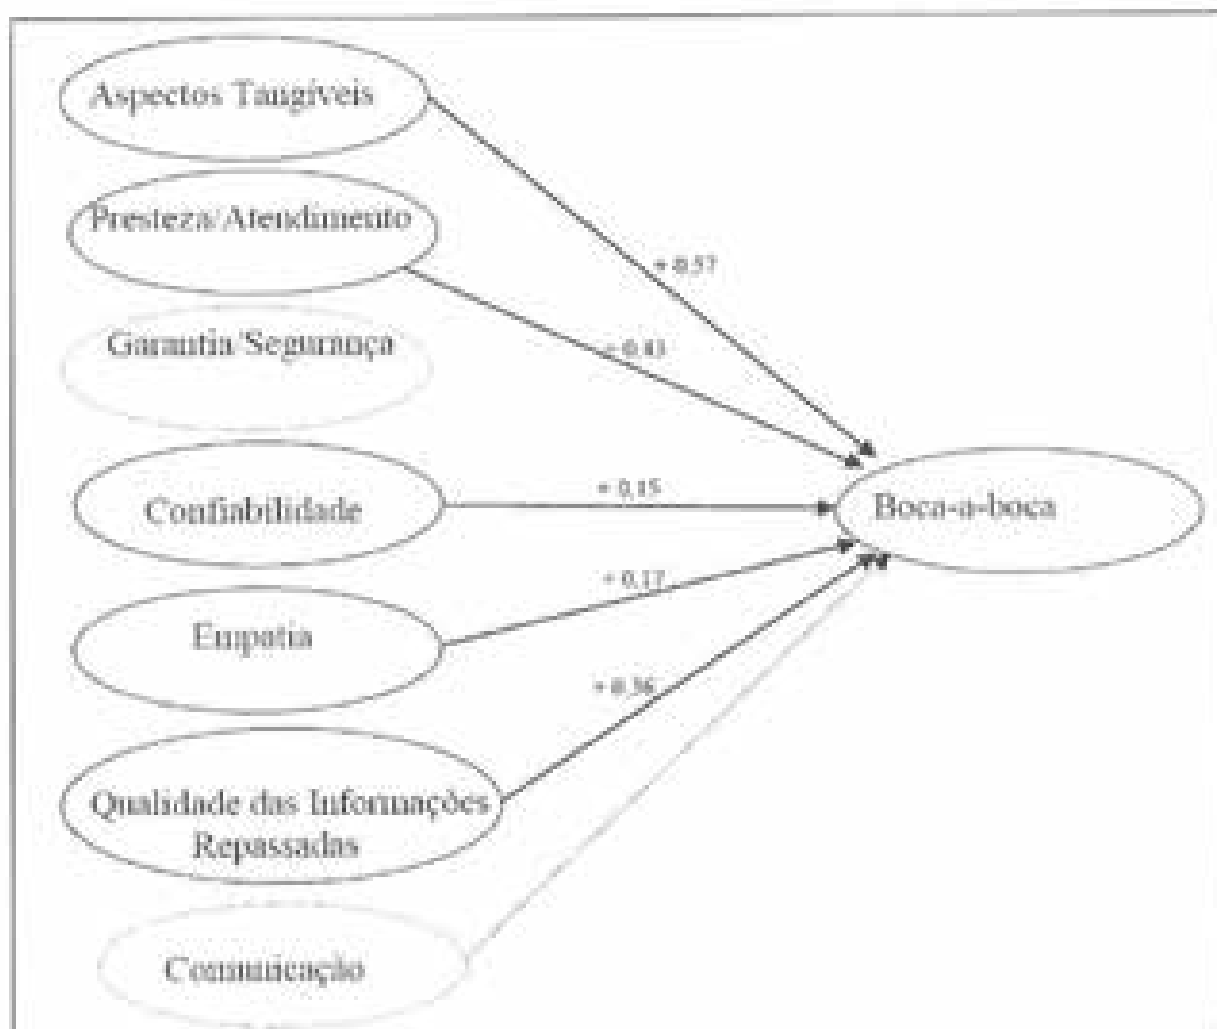 Aspectos Tangíveis
Presteza/Atendimento
+ 0.57
Garantia/Segurança
+ 0.43
Confiabilidade
+ 0,15
Boca-a-boca
Empatia
+ 0,17
+ 0.36
Qualidade das Informações
Repassadas
Comunicação